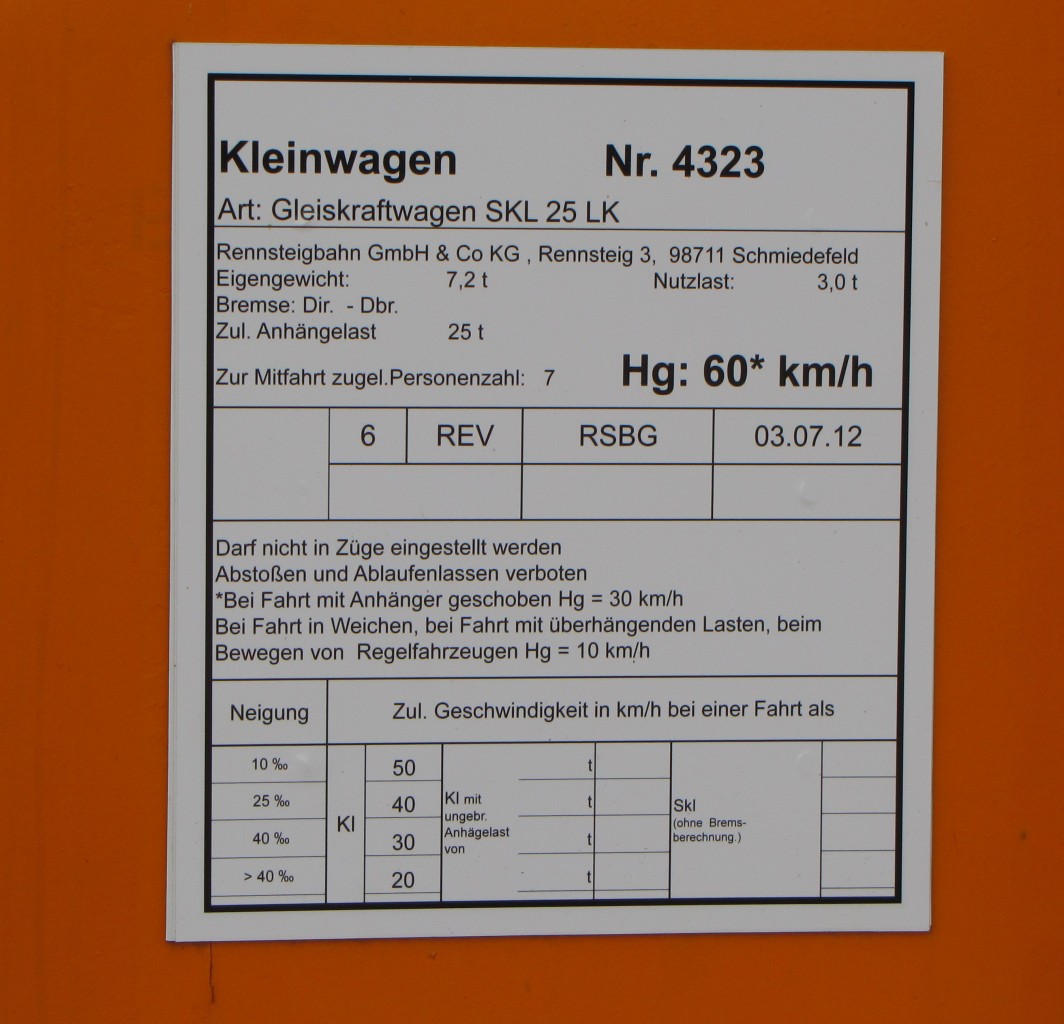 Kleinwagen Nr. 4323
Art: Gleiskraftwagen SKL 25 LK
Rennsteigbahn GmbH & Co KG , Rennsteig 3, 98711 Schmiedefeld
Eigengewicht: 7,2 t Nutzlast: 3,0 t
Bremse: Dir. - Dbr.
Zul. Anhängelast 25 t
Zur Mitfahrt zugel.Personenzahl: 7 Hg: 60* km/h
6 REV RSBG 03.07.12
Darf nicht in Züge eingestellt werden
Abstoßen und Ablaufenlassen verboten
*Bei Fahrt mit Anhänger geschoben Hg = 30 km/h
Bei Fahrt in Weichen, bei Fahrt mit überhängenden Lasten, beim
Bewegen von Regelfahrzeugen Hg = 10 km/h
Neigung Zul. Geschwindigkeit in km/h bei einer Fahrt als
10 ‰ 50 t
25 ‰ 40 t
40 ‰ 30 t
> 40 ‰ 20 t
Kl
Kl mit
ungebr.
Anhägelast
von
Skl
(ohne Brems-
berechnung.)